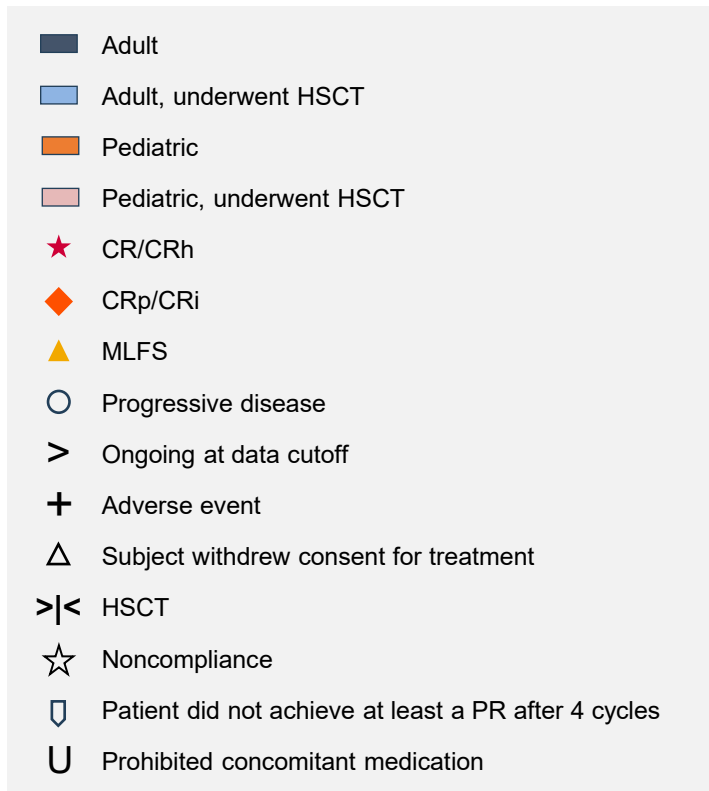 Adult
Adult, underwent HSCT
Pediatric
Pediatric, underwent HSCT
CR/CRh
CRp/CRi
MLFS
Progressive disease
> Ongoing at data cutoff
+ Adverse event
Subject withdrew consent for treatment
>|< HSCT
Noncompliance
Patient did not achieve at least a PR after 4 cycles
U Prohibited concomitant medication